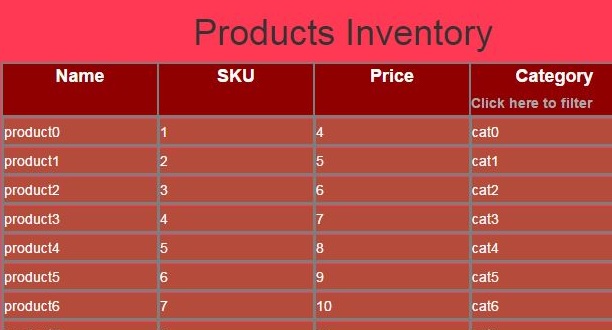 Products Inventory
Name SKU Price Category
Click here to filter
product0 1 4 cat0
product1 2 5 cat1
product2 3 6 cat2
product3 4 7 cat3
product4 5 8 cat4
product5 6 9 cat5
product6 7 10 cat6